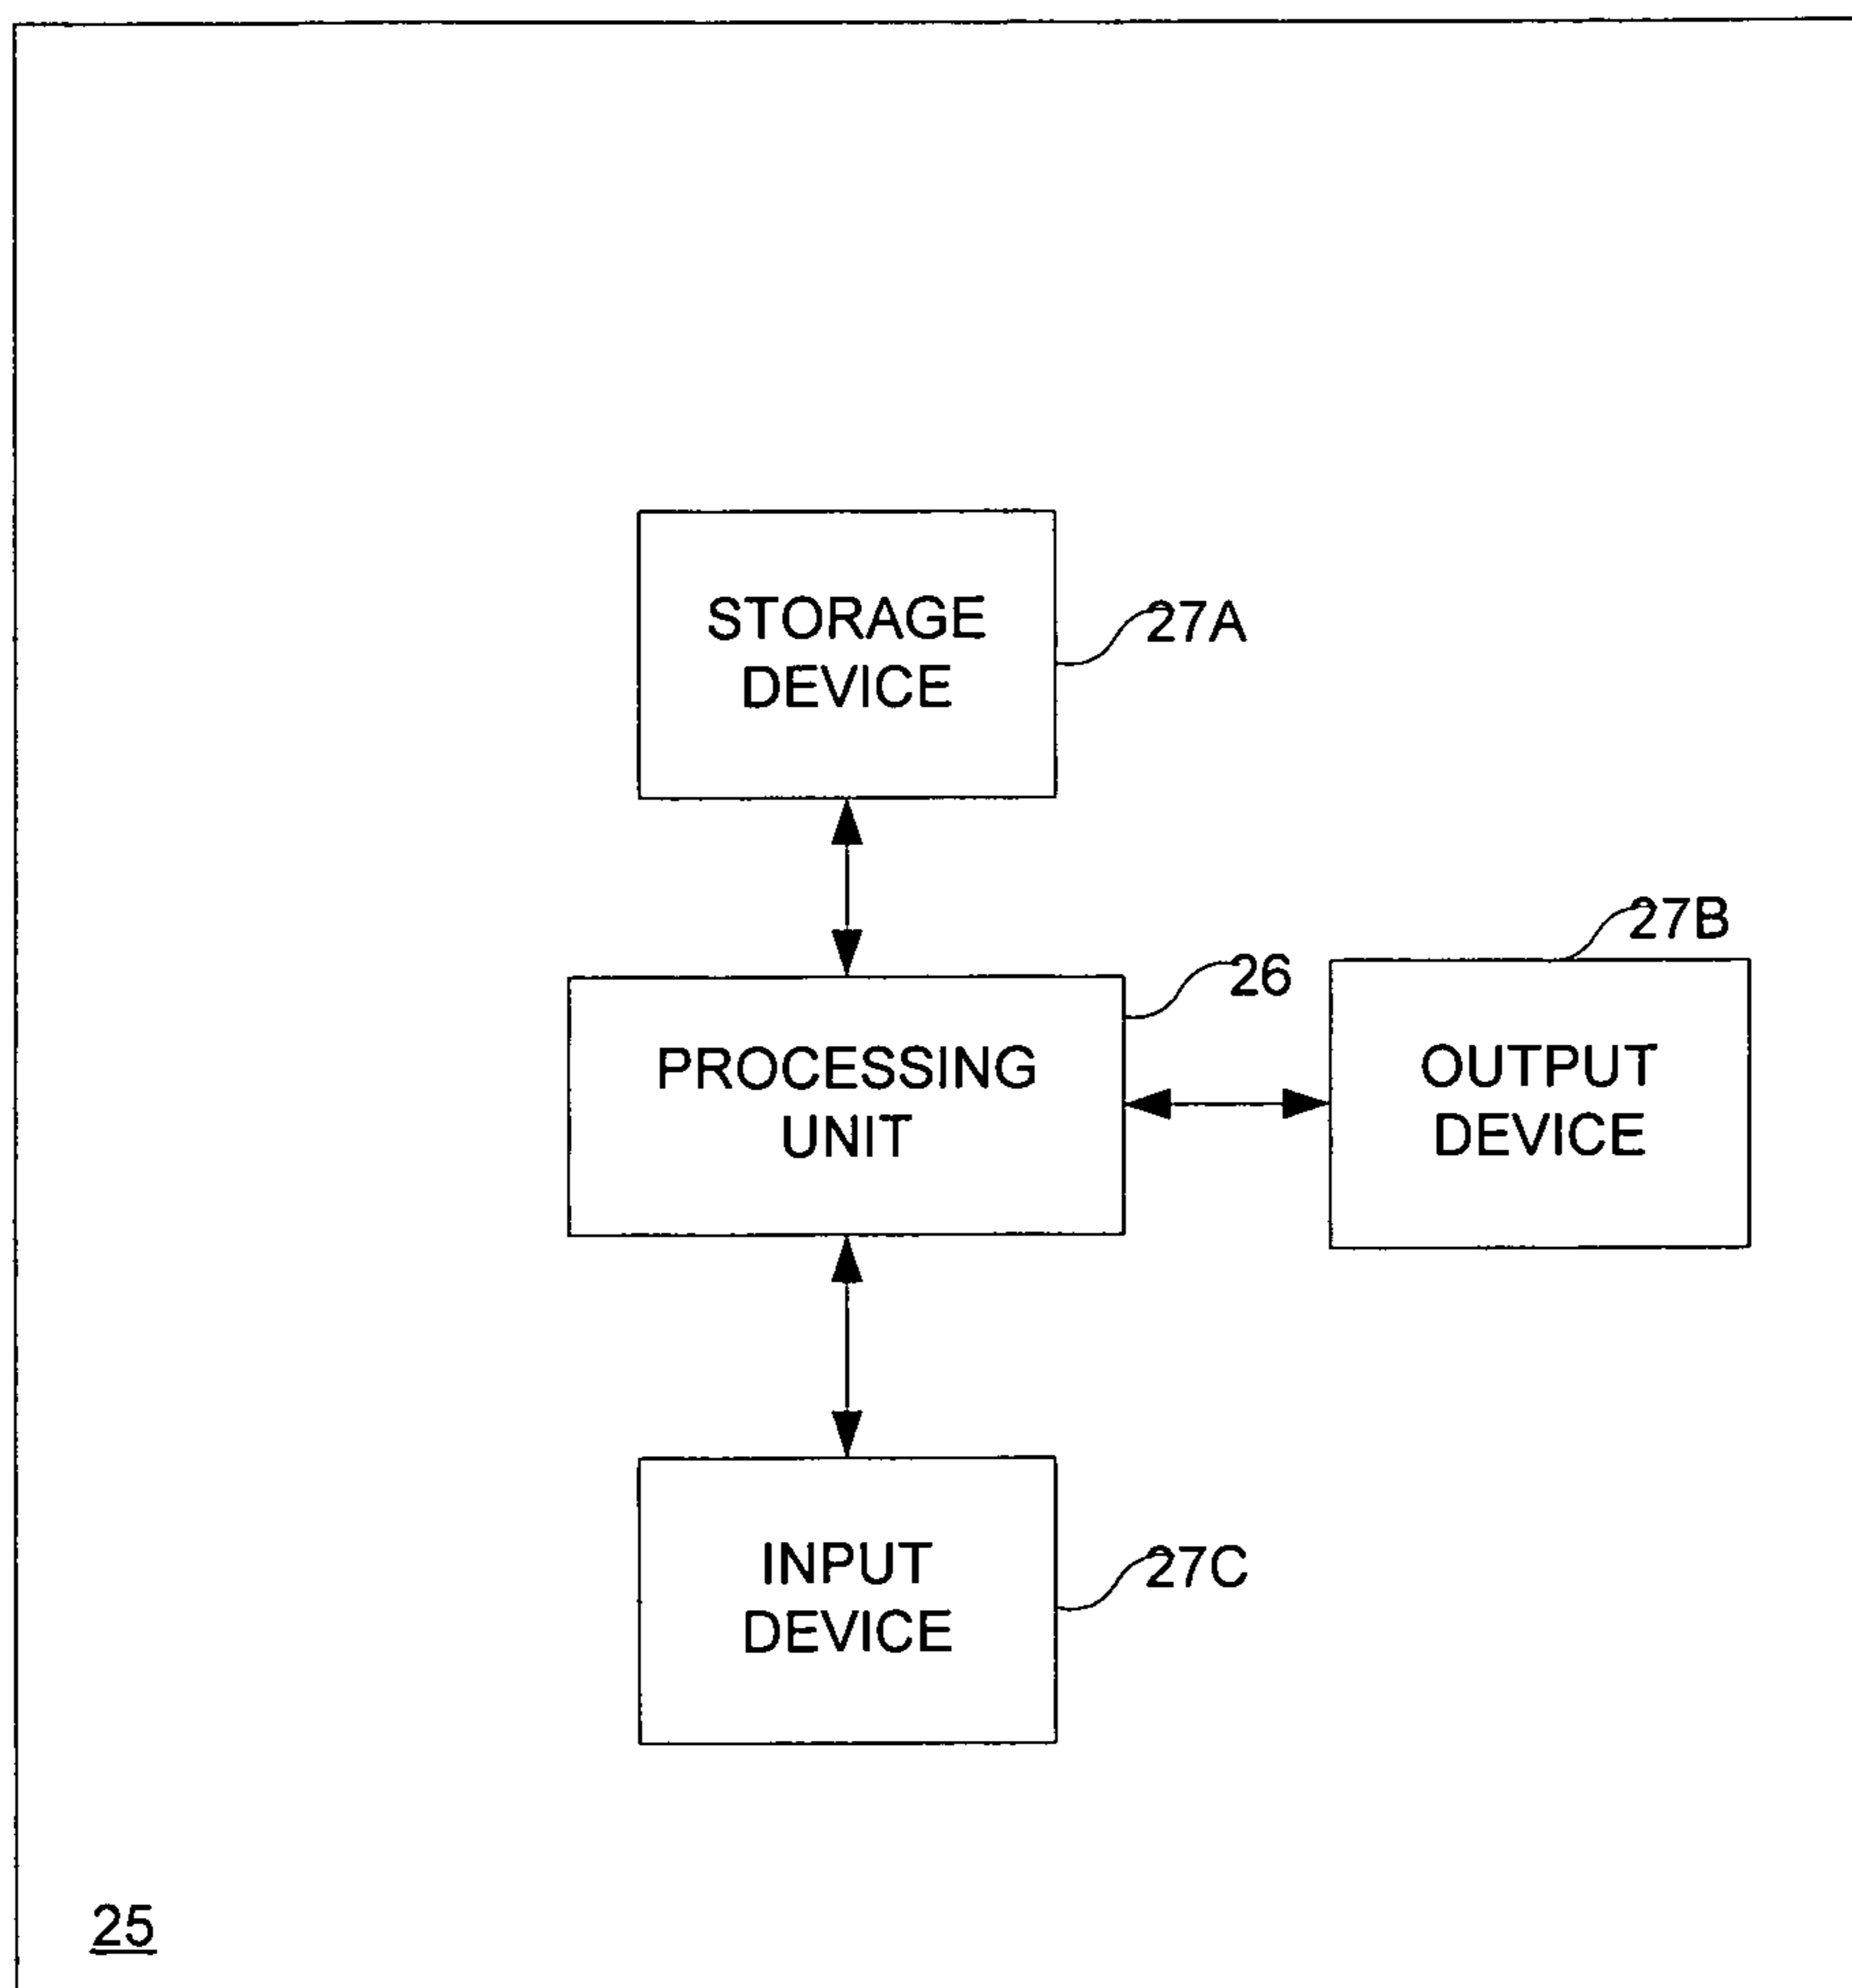 STORAGE
DEVICE
27A
27B
26
PROCESSING
UNIT
OUTPUT
DEVICE
INPUT
DEVICE
27C
25